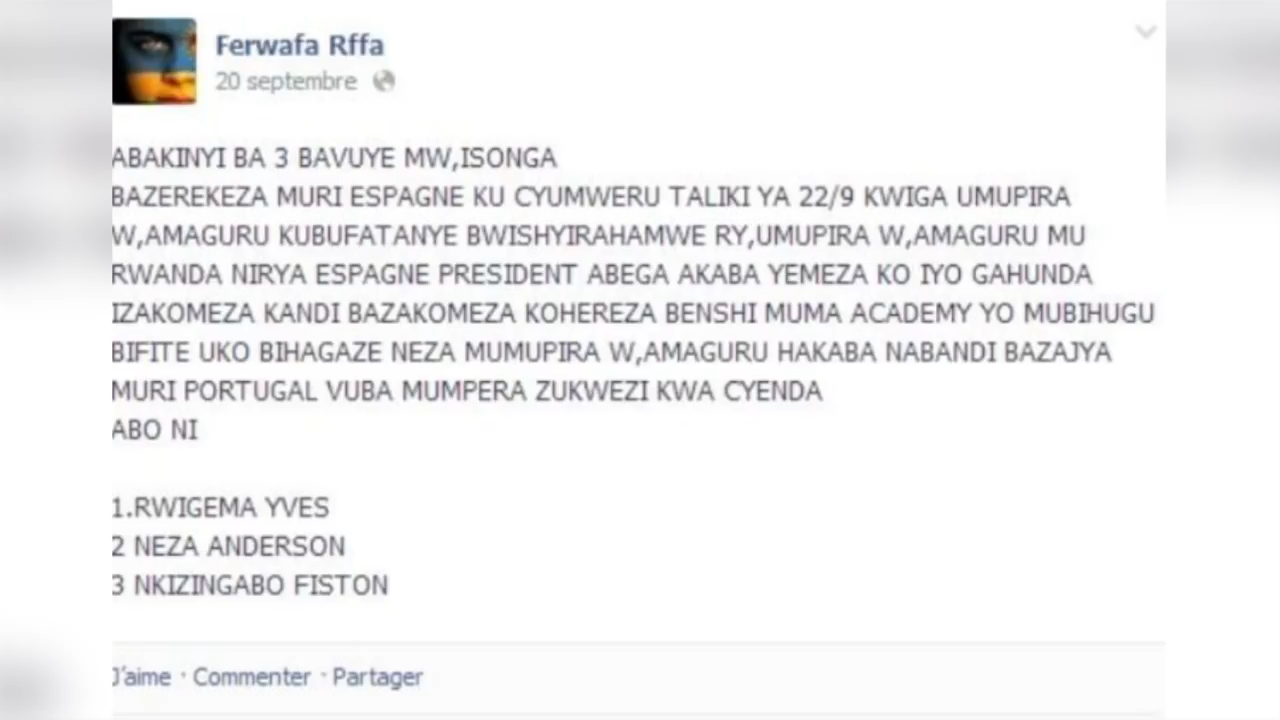 Ferwafa Rffa
20 septembre
ABAKINYI BA 3 BAVUYE MW,ISONGA
BAZEREKEZA MURI ESPAGNE KU CYUMWERU TALIKI YA 22/9 KWIGA UMUPIRA
W,AMAGURU KUBUFATANYE BWISHYIRAHAMWE RY,UMUPIRA W,AMAGURU MU
RWANDA NIRYA ESPAGNE PRESIDENT ABEGA AKABA YEMEZA KO IYO GAHUNDA
IZAKOMEZA KANDI BAZAKOMEZA KOHEREZA BENSHI MUMA ACADEMY YO MUBIHUGU
BIFITE UKO BIHAGAZE NEZA MUMUPIRA W,AMAGURU HAKABA NABANDI BAZAJYA
MURI PORTUGAL VUBA MUMPERA ZUKWEZI KWA CYENDA
ABO NI
1.RWIGEMA YVES
2 NEZA ANDERSON
3 NKIZINGABO FISTON
J'aime · Commenter · Partager